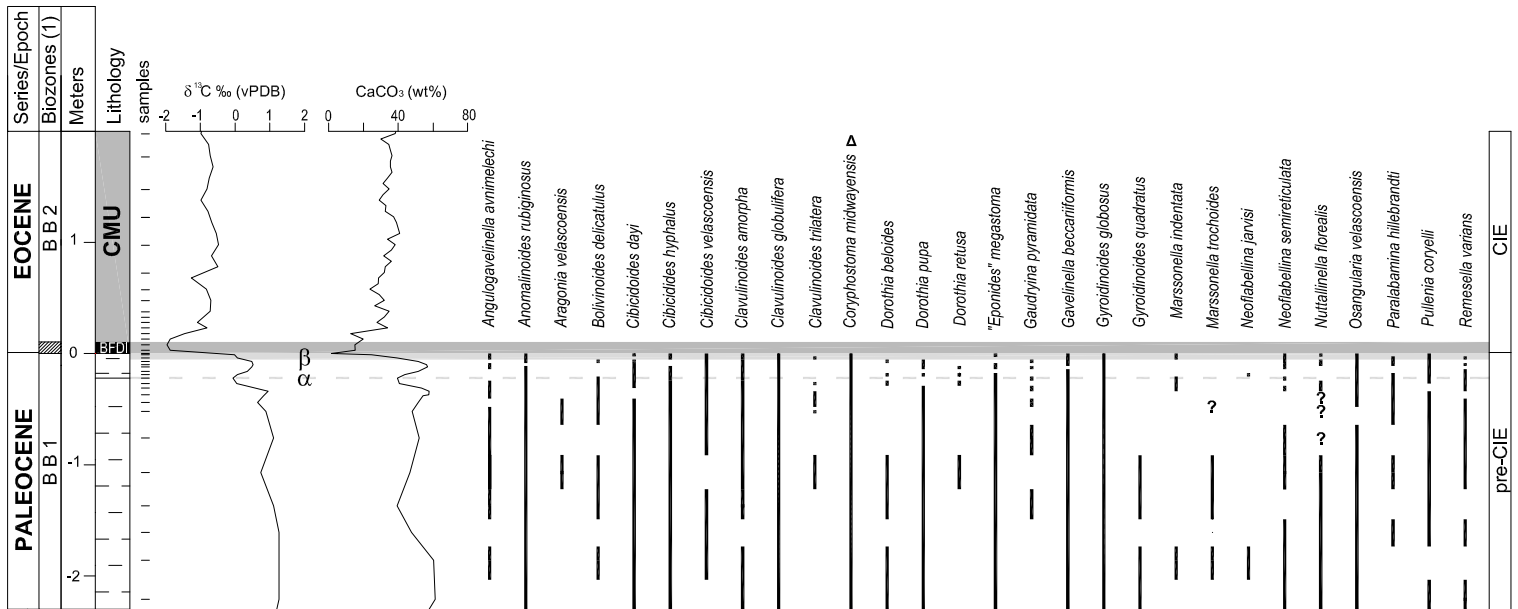 Series/Epoch
Biozones (1)
Meters
Lithology
samples
δ¹³C ‰ (vPDB)
-2 -1 0 1 2
CaCO₃ (wt%)
0 40 80
Angulogavelinella avnimelechi
Anomalinoides rubiginosus
Aragonia velascoensis
Bolivinoides delicatulus
Cibicidoides dayi
Cibicidides hyphalus
Cibicidoides velascoensis
Clavulinoides amorpha
Clavulinoides globulifera
Clavulinoides trilatera
Coryphostoma midwayensis Δ
Dorothia beloides
Dorothia pupa
Dorothia retusa
"Eponides" megastoma
Gaudryina pyramidata
Gavelinella beccariiformis
Gyroidinoides globosus
Gyroidinoides quadratus
Marssonella indentata
Marssonella trochoides
Neoflabellina jarvisi
Neoflabellina semireticulata
Nuttallinella florealis
Osangularia velascoensis
Paralabamina hillebrandti
Pullenia coryelli
Remesella varians
EOCENE
B B 2
1
CMU
CIE
BFDI
0
β
α
?
?
?
?
PALEOCENE
B B 1
-1
-2
pre-CIE